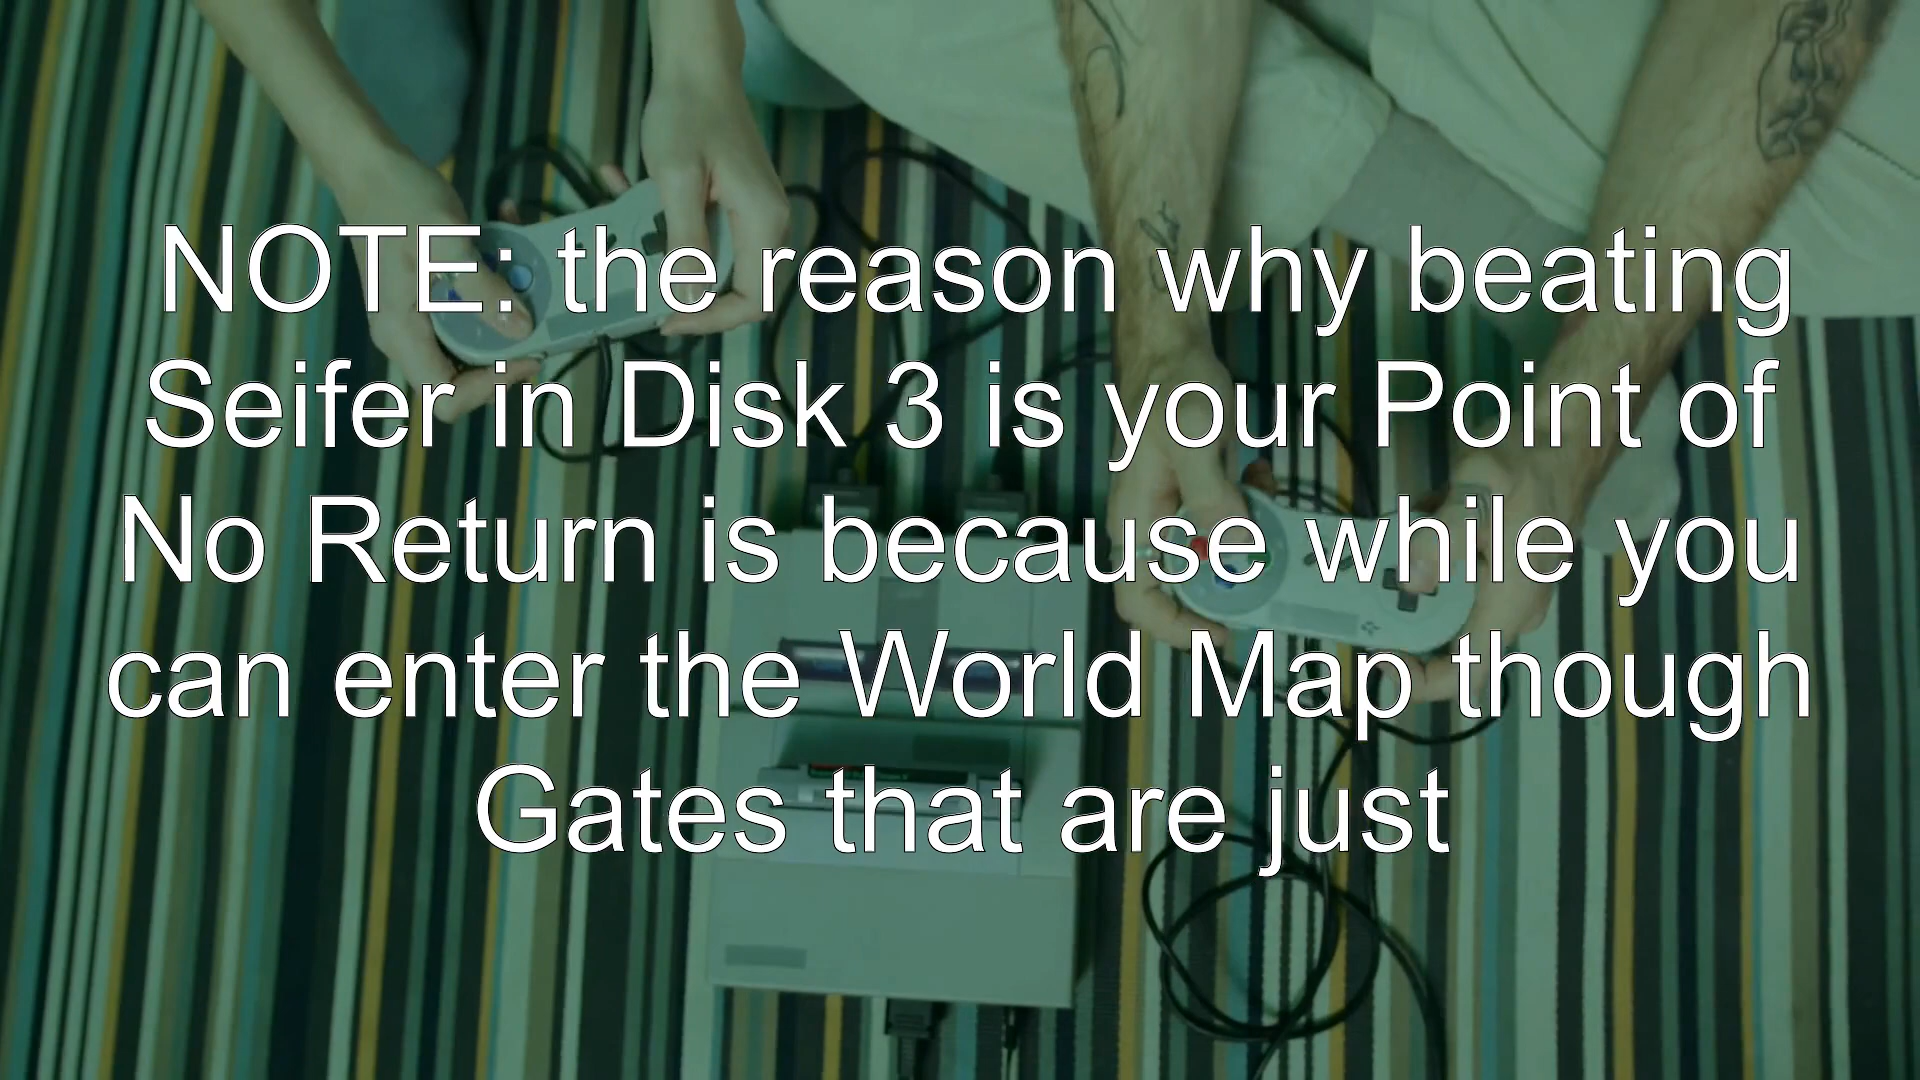 NOTE: the reason why beating
Seifer in Disk 3 is your Point of
No Return is because while you
can enter the World Map though
Gates that are just